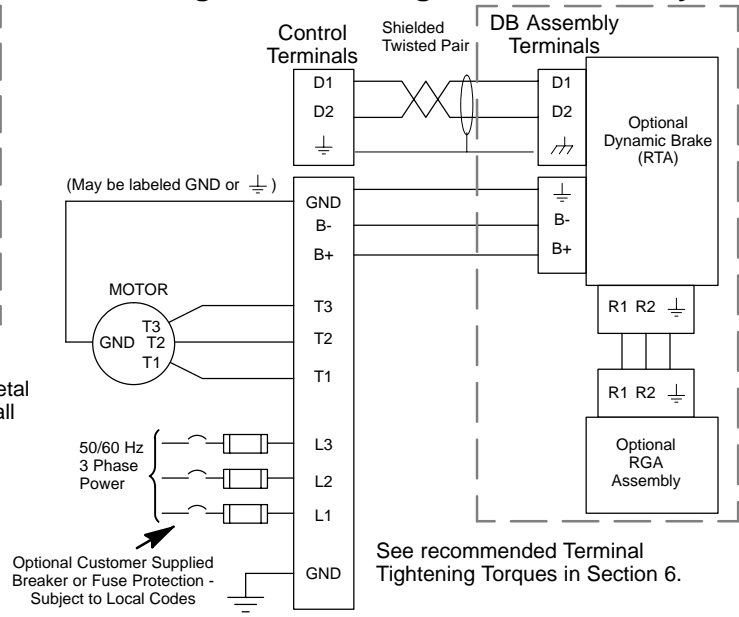 Control
Terminals
Shielded
Twisted Pair
DB Assembly
Terminals
D1
D2
D1
D2
Optional
Dynamic Brake
(RTA)
(May be labeled GND or ⏚)
GND
B-
B+
B-
B+
MOTOR
GND
T3
T2
T1
T3
T2
T1
R1 R2
R1 R2
Optional
RGA
Assembly
50/60 Hz
3 Phase
Power
L3
L2
L1
GND
Optional Customer Supplied
Breaker or Fuse Protection -
Subject to Local Codes
See recommended Terminal
Tightening Torques in Section 6.